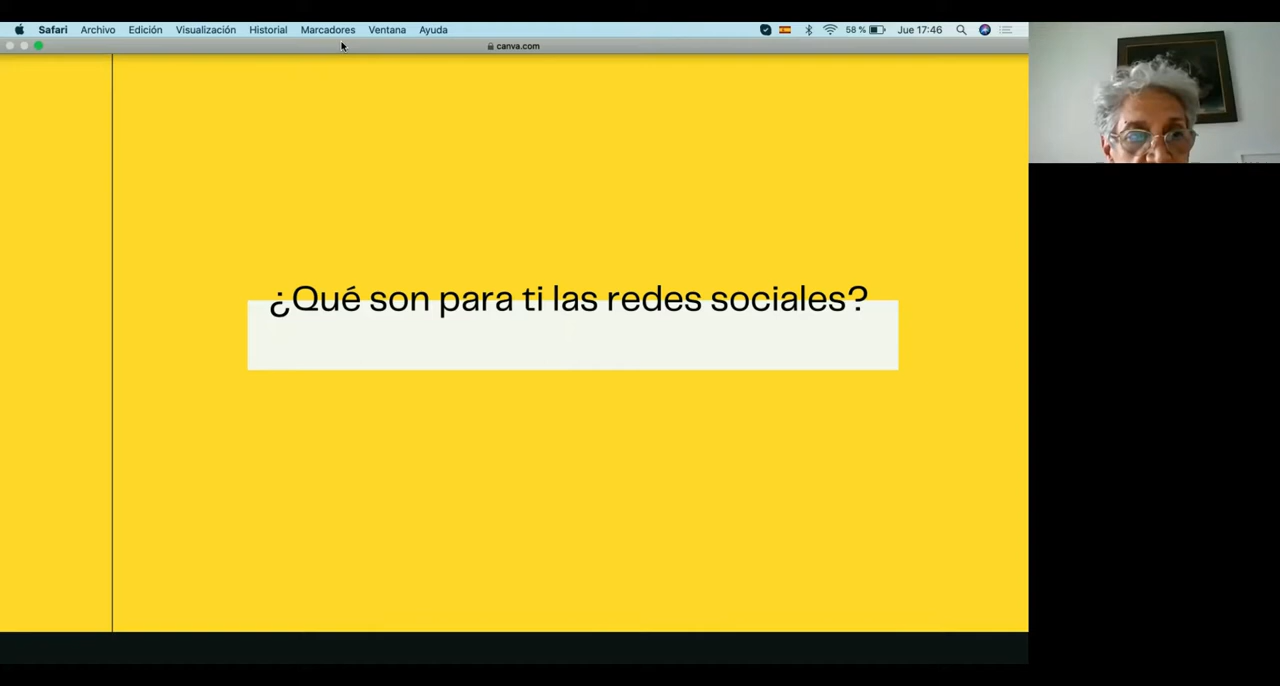 Safari Archivo Edición Visualización Historial Marcadores Ventana Ayuda 58 % Jue 17:46
canva.com
¿Qué son para ti las redes sociales?